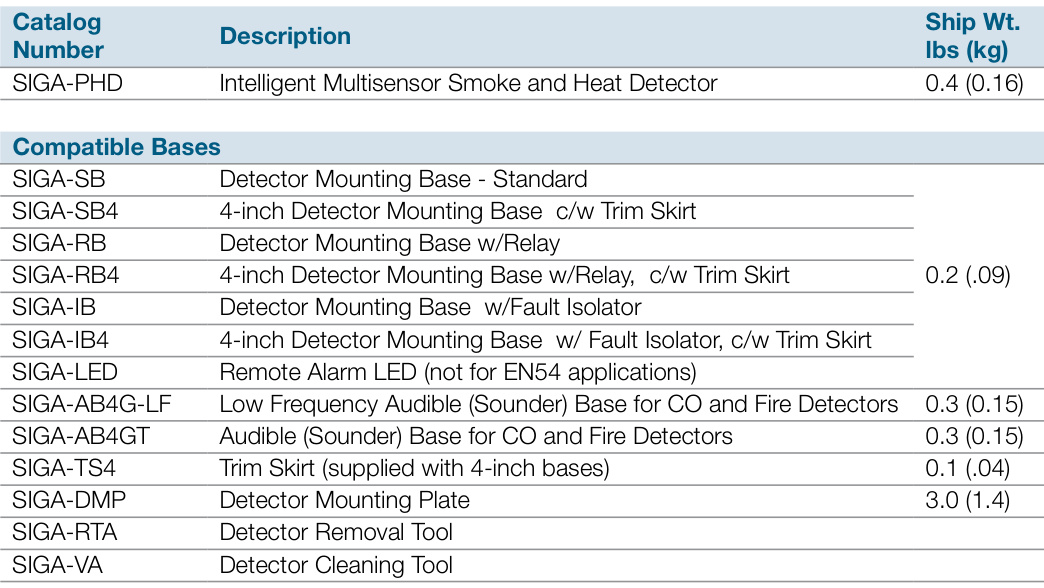 Catalog Number Description Ship Wt. lbs (kg)
SIGA-PHD Intelligent Multisensor Smoke and Heat Detector 0.4 (0.16)
Compatible Bases
SIGA-SB Detector Mounting Base - Standard
SIGA-SB4 4-inch Detector Mounting Base c/w Trim Skirt
SIGA-RB Detector Mounting Base w/Relay
SIGA-RB4 4-inch Detector Mounting Base w/Relay, c/w Trim Skirt 0.2 (.09)
SIGA-IB Detector Mounting Base w/Fault Isolator
SIGA-IB4 4-inch Detector Mounting Base w/ Fault Isolator, c/w Trim Skirt
SIGA-LED Remote Alarm LED (not for EN54 applications)
SIGA-AB4G-LF Low Frequency Audible (Sounder) Base for CO and Fire Detectors 0.3 (0.15)
SIGA-AB4GT Audible (Sounder) Base for CO and Fire Detectors 0.3 (0.15)
SIGA-TS4 Trim Skirt (supplied with 4-inch bases) 0.1 (.04)
SIGA-DMP Detector Mounting Plate 3.0 (1.4)
SIGA-RTA Detector Removal Tool
SIGA-VA Detector Cleaning Tool